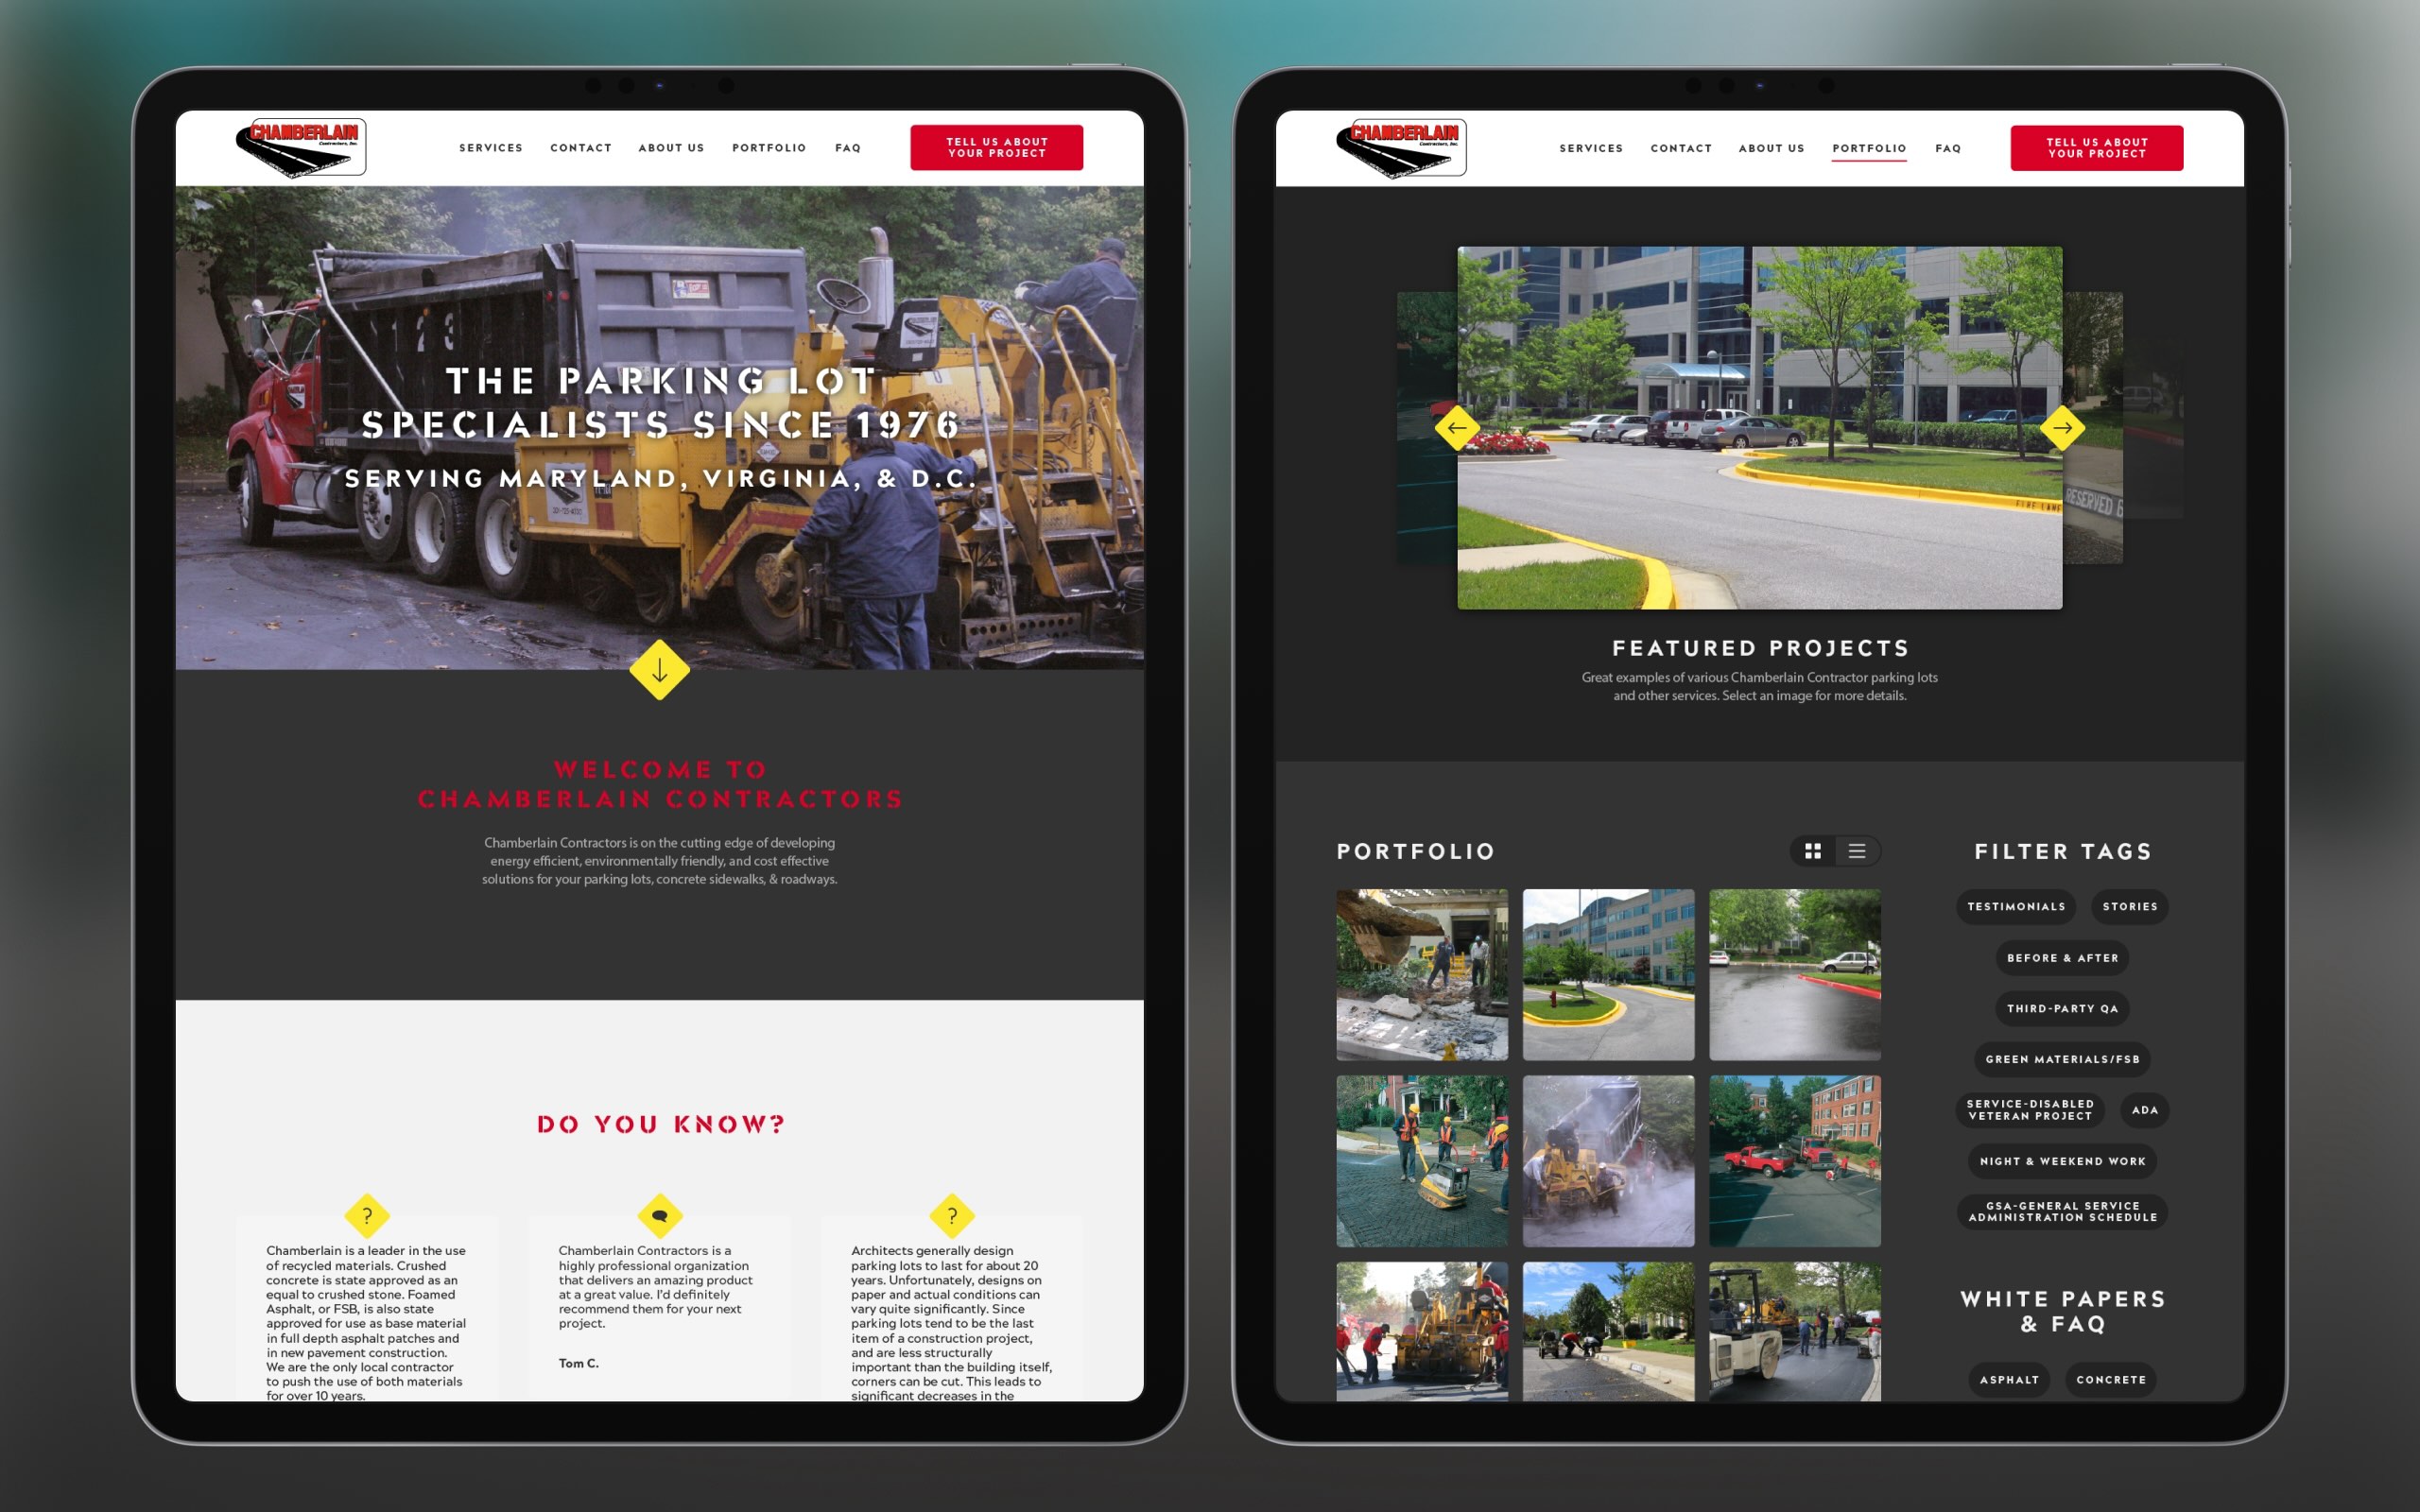 CHAMBERLAIN
Contractors, Inc.
SERVICES
CONTACT
ABOUT US
PORTFOLIO
FAQ
TELL US ABOUT
YOUR PROJECT
1 2 3
THE PARKING LOT
SPECIALISTS SINCE 1976
SERVING MARYLAND, VIRGINIA, & D.C.
WELCOME TO
CHAMBERLAIN CONTRACTORS
Chamberlain Contractors is on the cutting edge of developing
energy efficient, environmentally friendly, and cost effective
solutions for your parking lots, concrete sidewalks, & roadways.
DO YOU KNOW?
?
Chamberlain is a leader in the use
of recycled materials. Crushed
concrete is state approved as an
equal to crushed stone. Foamed
Asphalt, or FSB, is also state
approved for use as base material
in full depth asphalt patches and
in new pavement construction.
We are the only local contractor
to push the use of both materials
for over 10 years.
Chamberlain Contractors is a
highly professional organization
that delivers an amazing product
at a great value. I'd definitely
recommend them for your next
project.
Tom C.
?
Architects generally design
parking lots to last for about 20
years. Unfortunately, designs on
paper and actual conditions can
vary quite significantly. Since
parking lots tend to be the last
item of a construction project,
and are less structurally
important than the building itself,
corners can be cut. This leads to
significant decreases in the
CHAMBERLAIN
Contractors, Inc.
SERVICES
CONTACT
ABOUT US
PORTFOLIO
FAQ
TELL US ABOUT
YOUR PROJECT
FIRE LANE
RESERVED
FEATURED PROJECTS
Great examples of various Chamberlain Contractor parking lots
and other services. Select an image for more details.
PORTFOLIO
FILTER TAGS
TESTIMONIALS
STORIES
BEFORE & AFTER
THIRD-PARTY QA
GREEN MATERIALS/FSB
SERVICE-DISABLED
VETERAN PROJECT
ADA
NIGHT & WEEKEND WORK
GSA-GENERAL SERVICE
ADMINISTRATION SCHEDULE
WHITE PAPERS
& FAQ
ASPHALT
CONCRETE